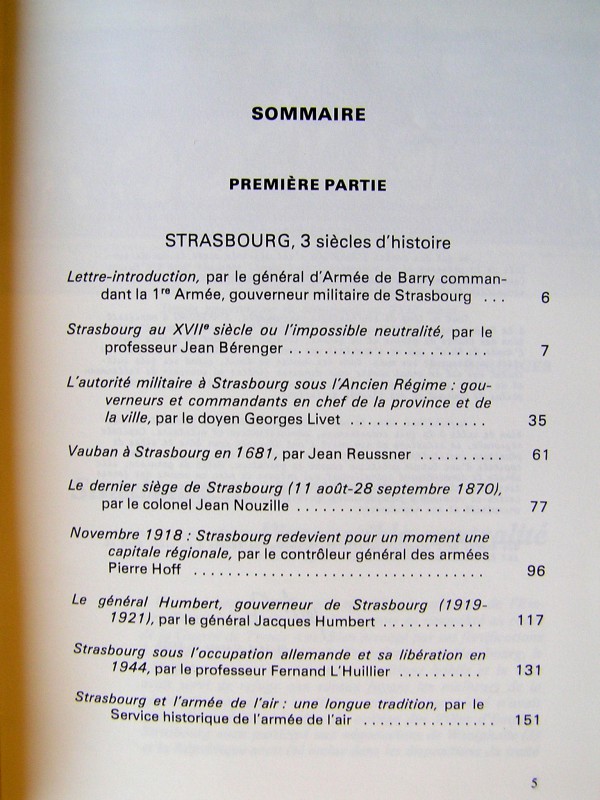 SOMMAIRE
PREMIÈRE PARTIE
STRASBOURG, 3 siècles d'histoire
Lettre-introduction, par le général d'Armée de Barry comman-
dant la 1re Armée, gouverneur militaire de Strasbourg ... 6
Strasbourg au XVIIe siècle ou l'impossible neutralité, par le
professeur Jean Bérenger ........................ 7
L'autorité militaire à Strasbourg sous l'Ancien Régime : gou-
verneurs et commandants en chef de la province et de
la ville, par le doyen Georges Livet ................ 35
Vauban à Strasbourg en 1681, par Jean Reussner .......... 61
Le dernier siège de Strasbourg (11 août-28 septembre 1870),
par le colonel Jean Nouzille ......................... 77
Novembre 1918 : Strasbourg redevient pour un moment une
capitale régionale, par le contrôleur général des armées
Pierre Hoff ................................... 96
Le général Humbert, gouverneur de Strasbourg (1919-
1921), par le général Jacques Humbert ............ 117
Strasbourg sous l'occupation allemande et sa libération en
1944, par le professeur Fernand L'Huillier .......... 131
Strasbourg et l'armée de l'air : une longue tradition, par le
Service historique de l'armée de l'air ................ 151
5